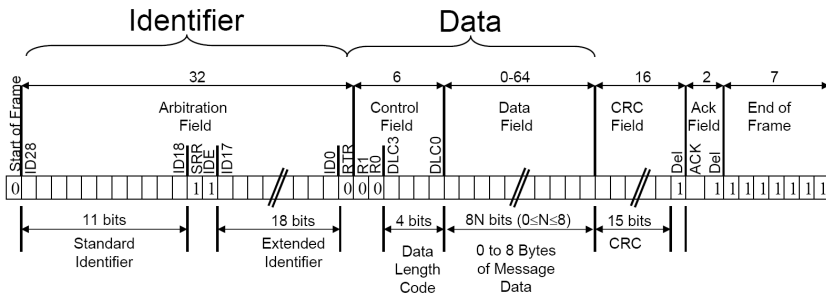 Identifier Data
32 6 0-64 16 2 7
Start of Frame
Arbitration Field
Control Field
Data Field
CRC Field
Ack Field
End of Frame
ID28
ID18
SRR
IDE
ID17
ID0
RTR
R1
R0
DLC3
DLC0
Del
ACK
Del
0 1 1 0 0 0 1 1 1 1 1 1 1 1 1
11 bits 18 bits 4 bits 8N bits (0≤N≤8) 15 bits
Standard Identifier
Extended Identifier
Data Length Code
0 to 8 Bytes of Message Data
CRC